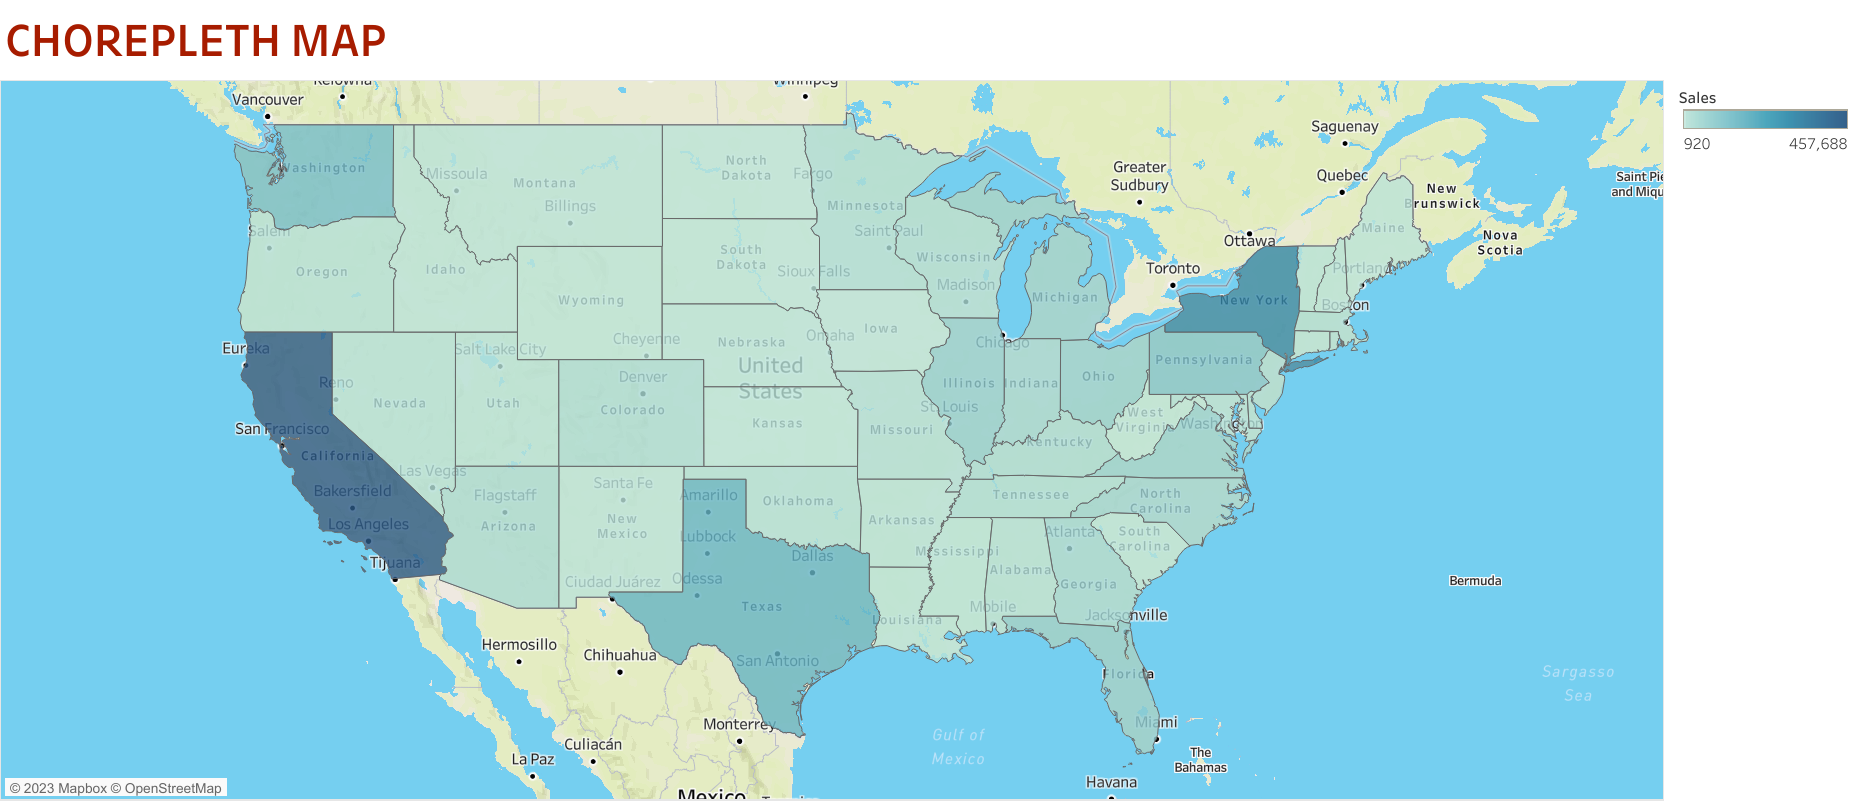 CHOREPLETH MAP
Kelowna
Winnipeg
Vancouver
Sales
920
457,688
Saguenay
Washington
Missoula
Montana
Billings
North
Dakota
Fargo
Minnesota
Saint Paul
Greater
Sudbury
Quebec
New
Brunswick
Saint Pie
and Miqu
Nova
Scotia
Ottawa
Maine
Portland
Salem
Oregon
Idaho
Wyoming
South
Dakota
Sioux Falls
Wisconsin
Madison
Michigan
Toronto
New York
Boston
Eureka
Reno
Nevada
Salt Lake City
Utah
Cheyenne
Denver
Colorado
Nebraska
United
States
Omaha
Iowa
Chicago
Illinois
Indiana
Ohio
Pennsylvania
Kansas
Missouri
St. Louis
West
Virginia
Washington
Kentucky
San Francisco
California
Las Vegas
Bakersfield
Los Angeles
Tijuana
Flagstaff
Arizona
Santa Fe
New
Mexico
Amarillo
Lubbock
Oklahoma
Arkansas
Tennessee
North
Carolina
South
Carolina
Atlanta
Dallas
Mississippi
Alabama
Georgia
Ciudad Juárez
Odessa
Texas
Louisiana
Mobile
Jacksonville
Bermuda
Hermosillo
Chihuahua
San Antonio
Florida
Sargasso
Sea
Miami
Monterrey
Culiacán
La Paz
Gulf of
Mexico
The
Bahamas
Havana
Mexico
© 2023 Mapbox © OpenStreetMap